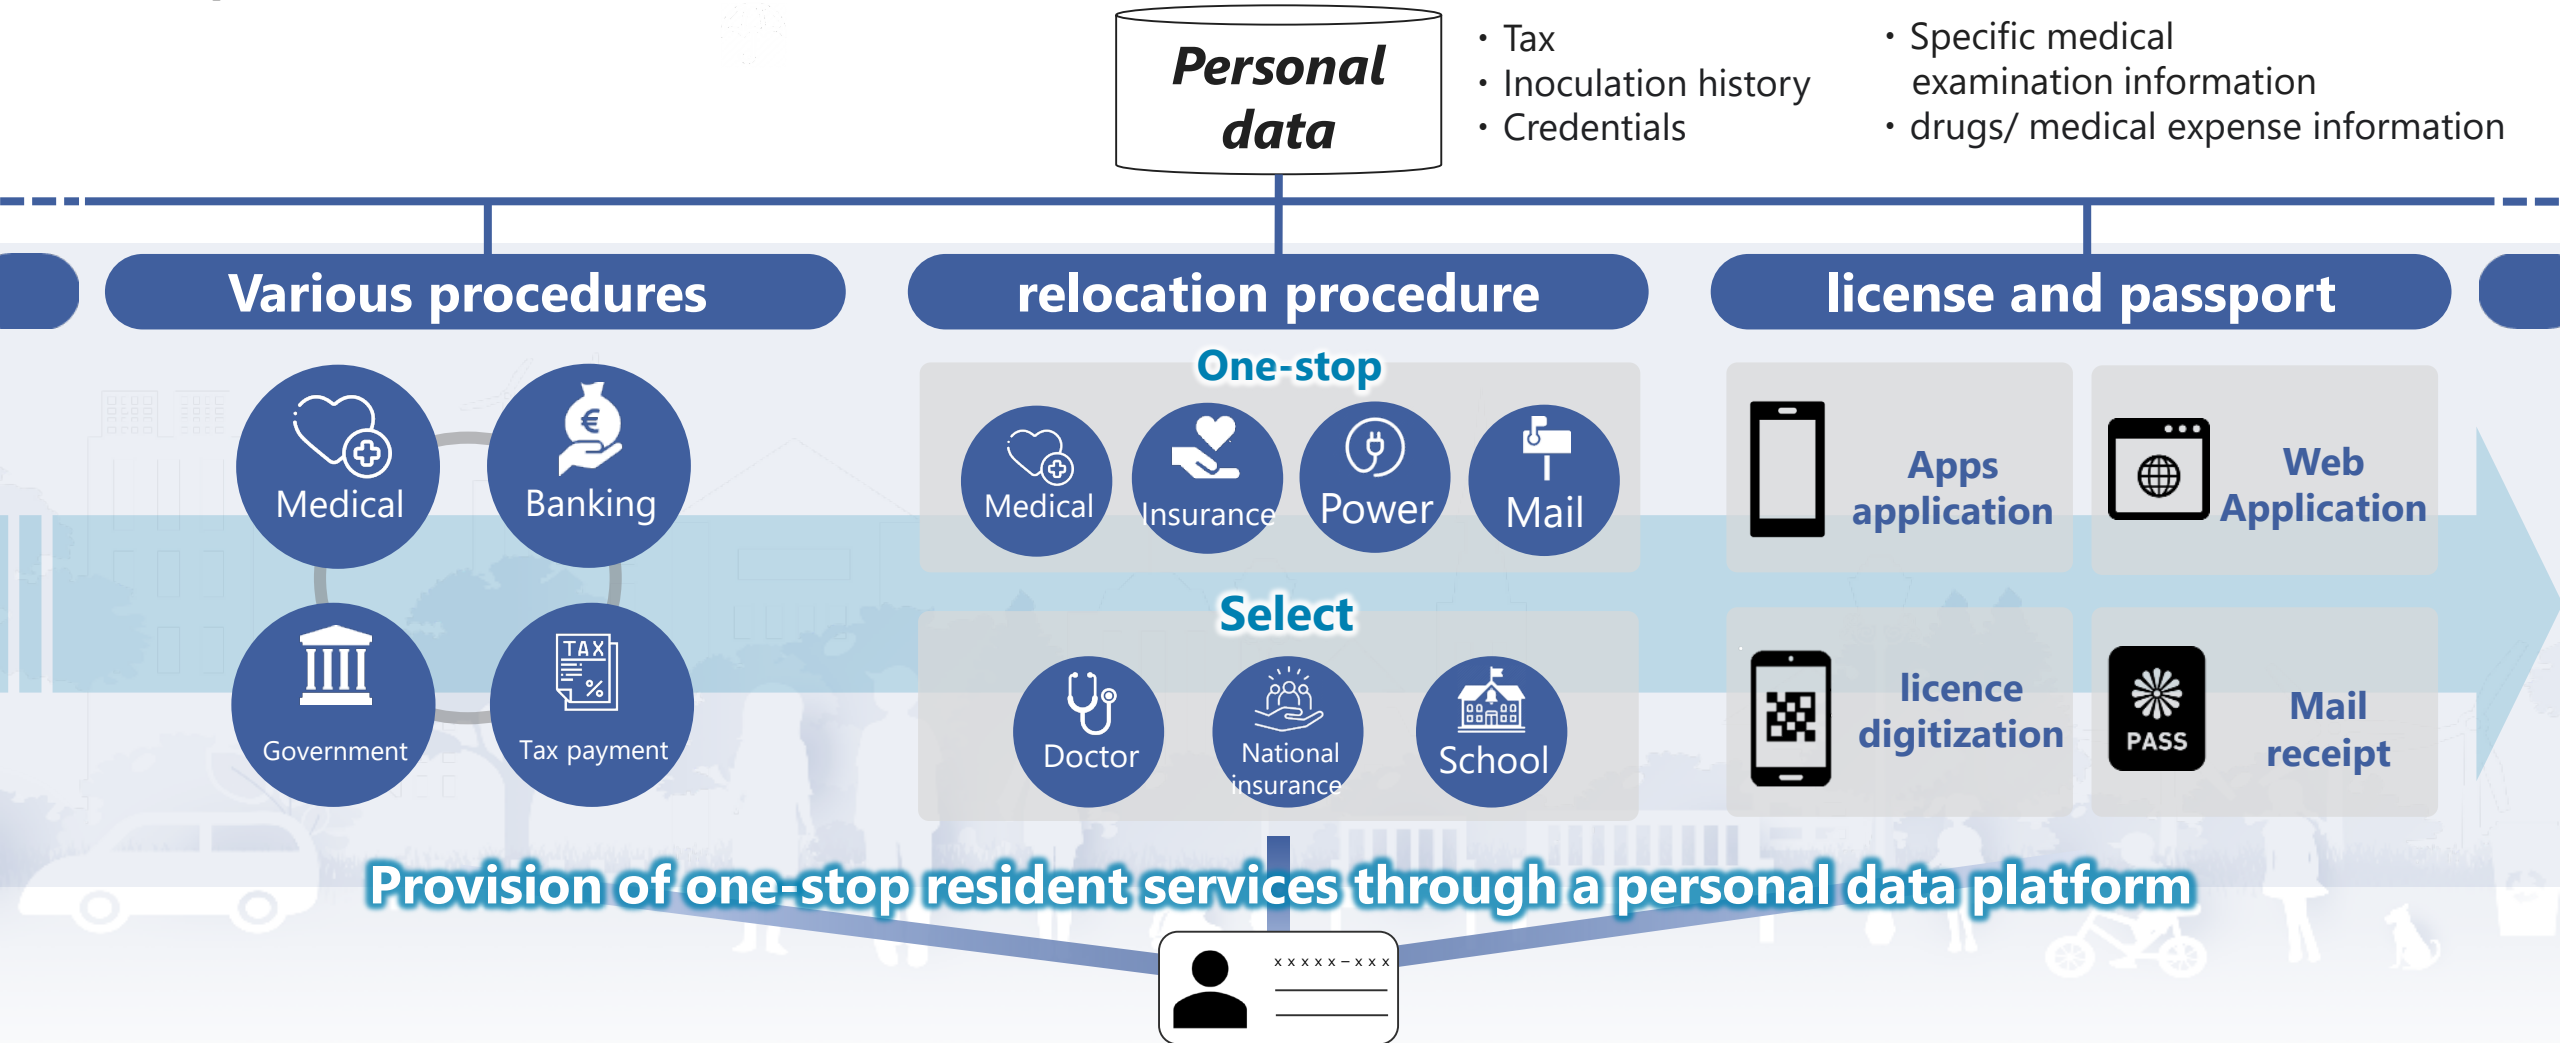 Personal
data
・Tax
・Inoculation history
・Credentials
・Specific medical
examination information
・drugs/ medical expense information
Various procedures
relocation procedure
license and passport
Medical
Banking
Government
TAX
%
Tax payment
€
One-stop
Medical
Insurance
Power
Mail
Select
Doctor
National
insurance
School
Apps
application
Web
Application
licence
digitization
PASS
Mail
receipt
Provision of one-stop resident services through a personal data platform
xxxxx-xxx